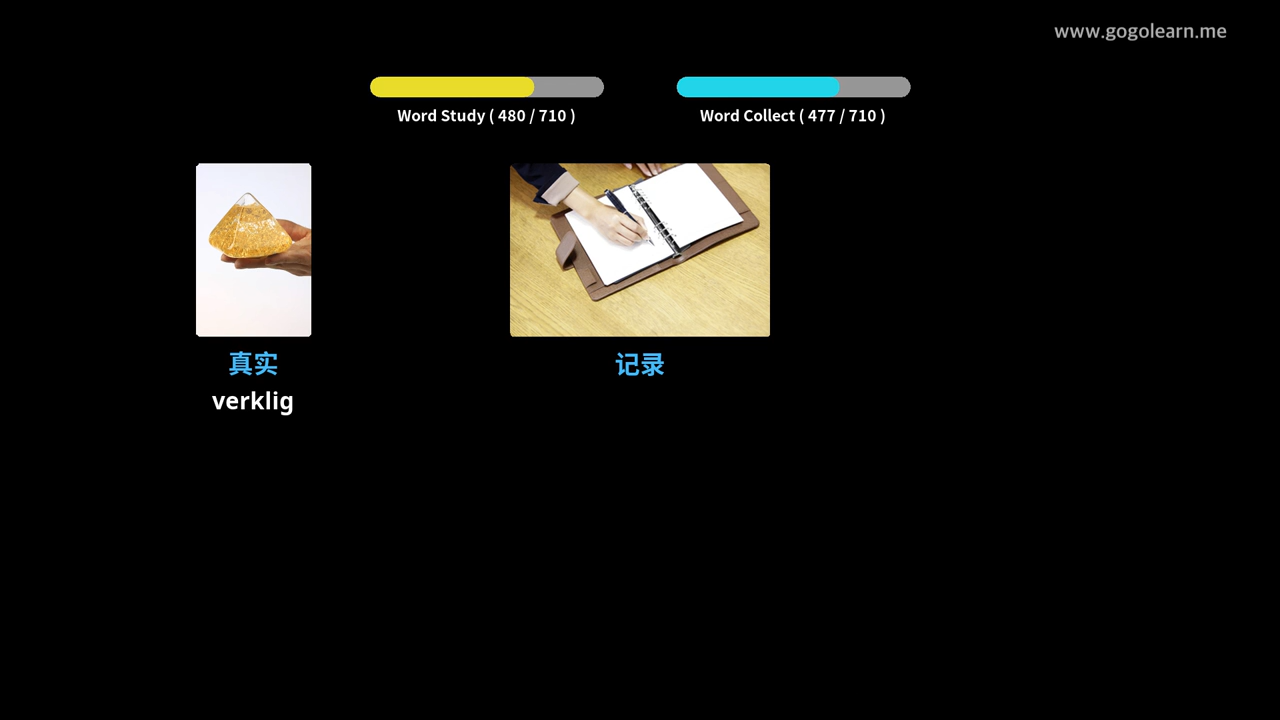 www.gogolearn.me
Word Study ( 480 / 710 )
Word Collect ( 477 / 710 )
真实
verklig
记录